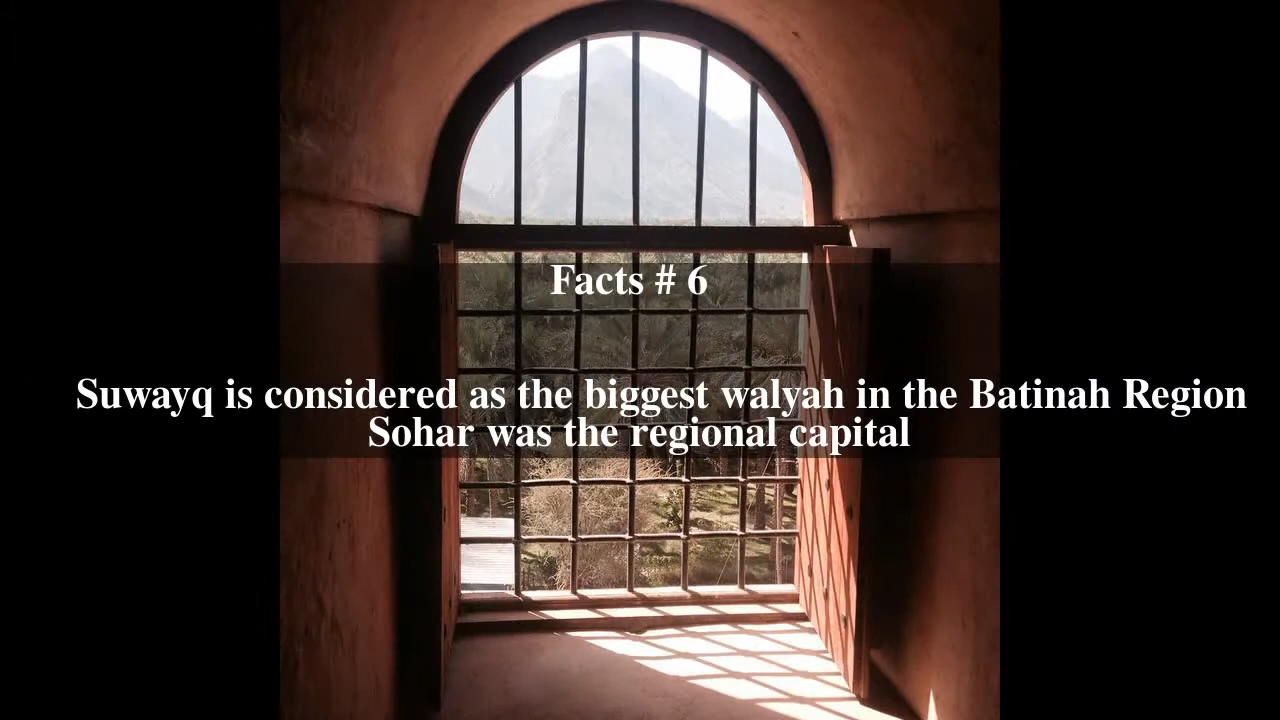 Facts # 6
Suwayq is considered as the biggest walyah in the Batinah Region
Sohar was the regional capital